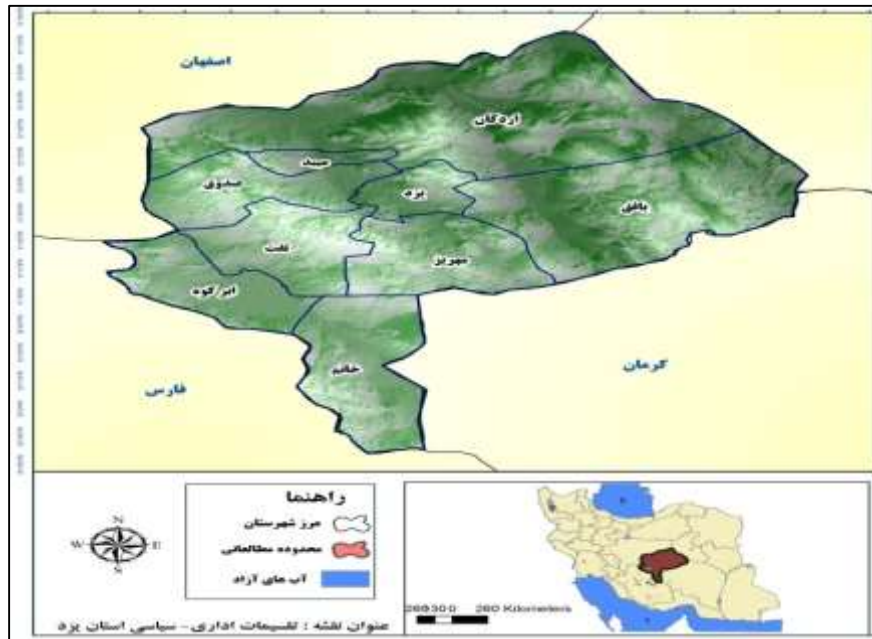 اصفهان
اردکان
میبد
صدوق
یزد
بافق
تفت
مهریز
ابرکوه
خاتم
کرمان
فارس
راهنما
مرز شهرستان
محدوده مطالعاتی
آب های آزاد
N
W
E
S
260 Kilometers
عنوان نقشه : تقسیمات اداری- سیاسی استان یزد